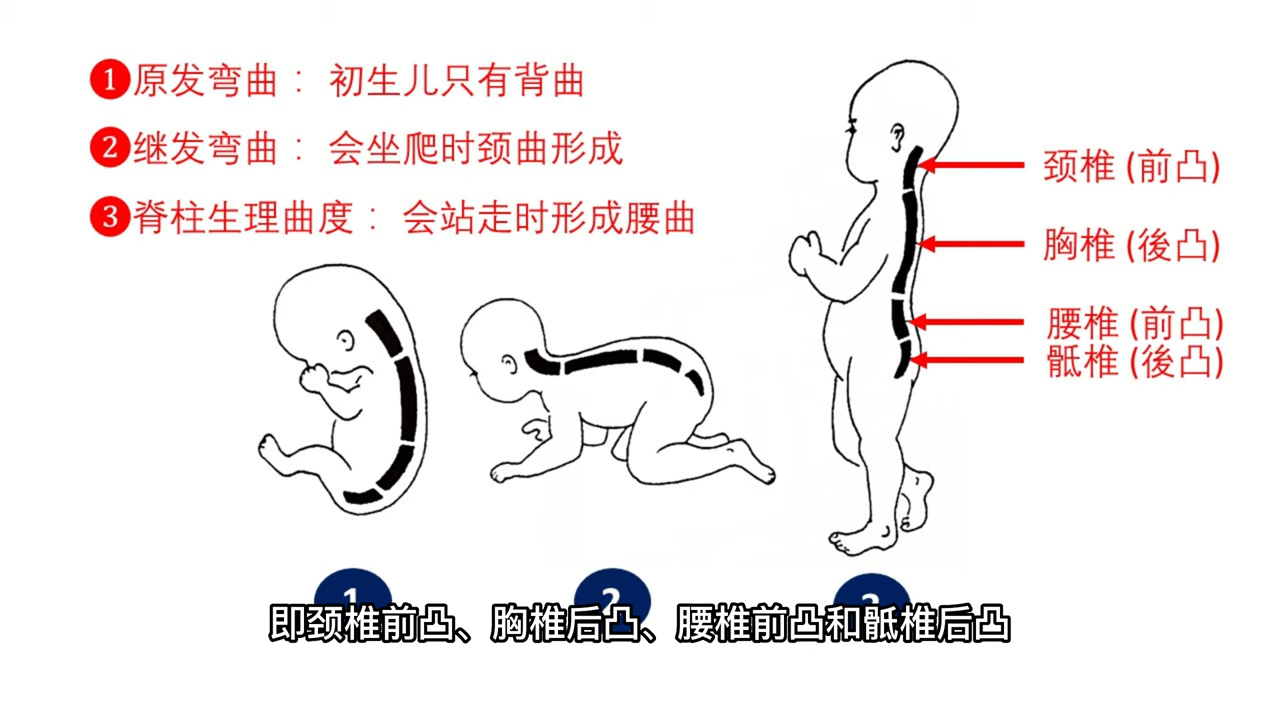 ❶原发弯曲： 初生儿只有背曲
❷继发弯曲： 会坐爬时颈曲形成
❸脊柱生理曲度： 会站走时形成腰曲
颈椎 (前凸)
胸椎 (後凸)
腰椎 (前凸)
骶椎 (後凸)
1
2
3
即颈椎前凸、胸椎后凸、腰椎前凸和骶椎后凸